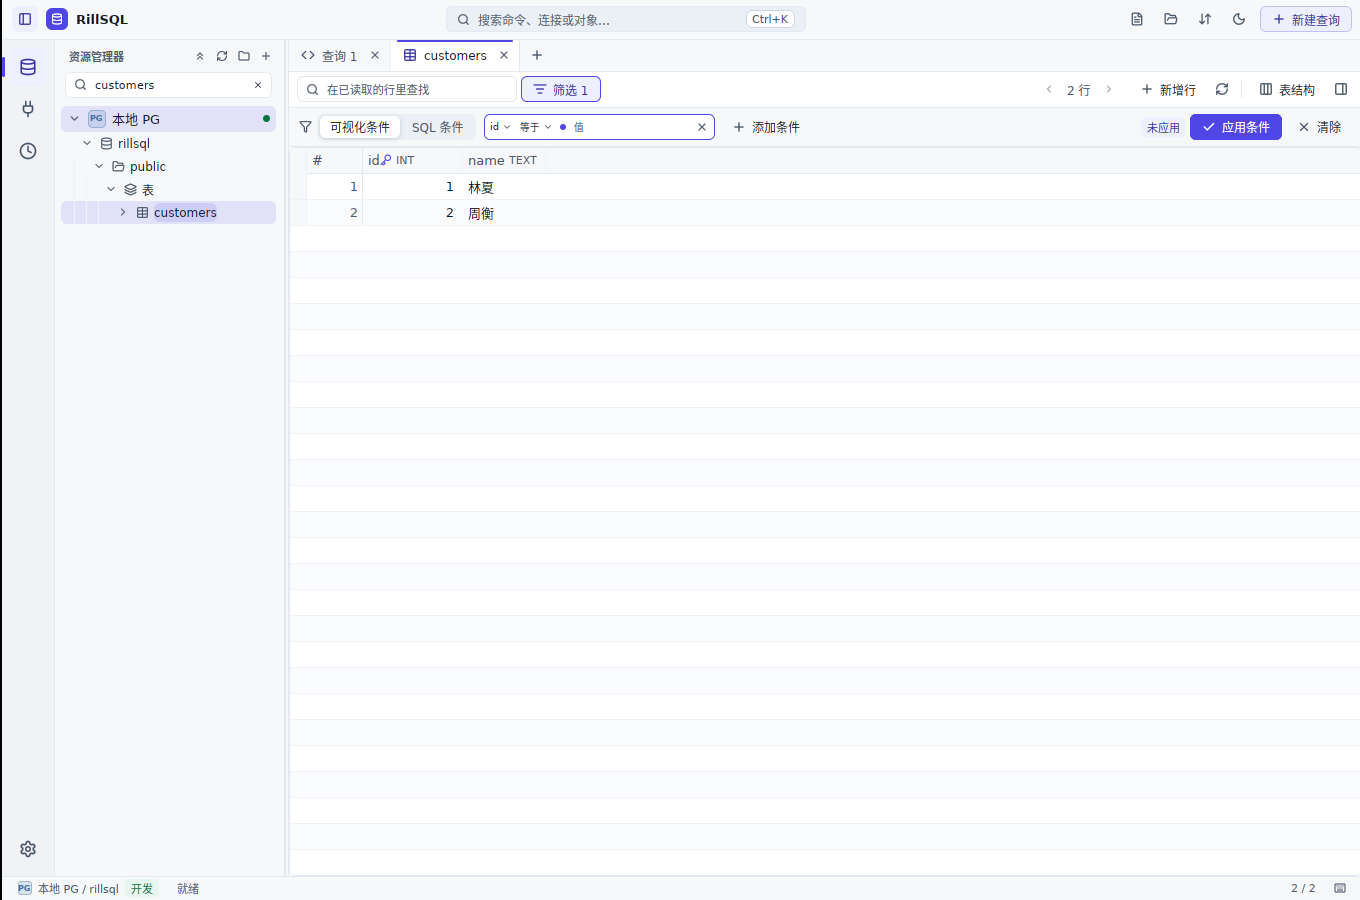 RillSQL
搜索命令、连接或对象...
Ctrl+K
新建查询
资源管理器
customers
PG 本地 PG
rillsql
public
表
customers
查询 1
customers
在已读取的行里查找
筛选 1
2 行
新增行
表结构
可视化条件
SQL 条件
id 等于 值
添加条件
未应用
应用条件
清除
# id INT name TEXT
1 1 林夏
2 2 周衡
PG 本地 PG / rillsql 开发 就绪
2 / 2